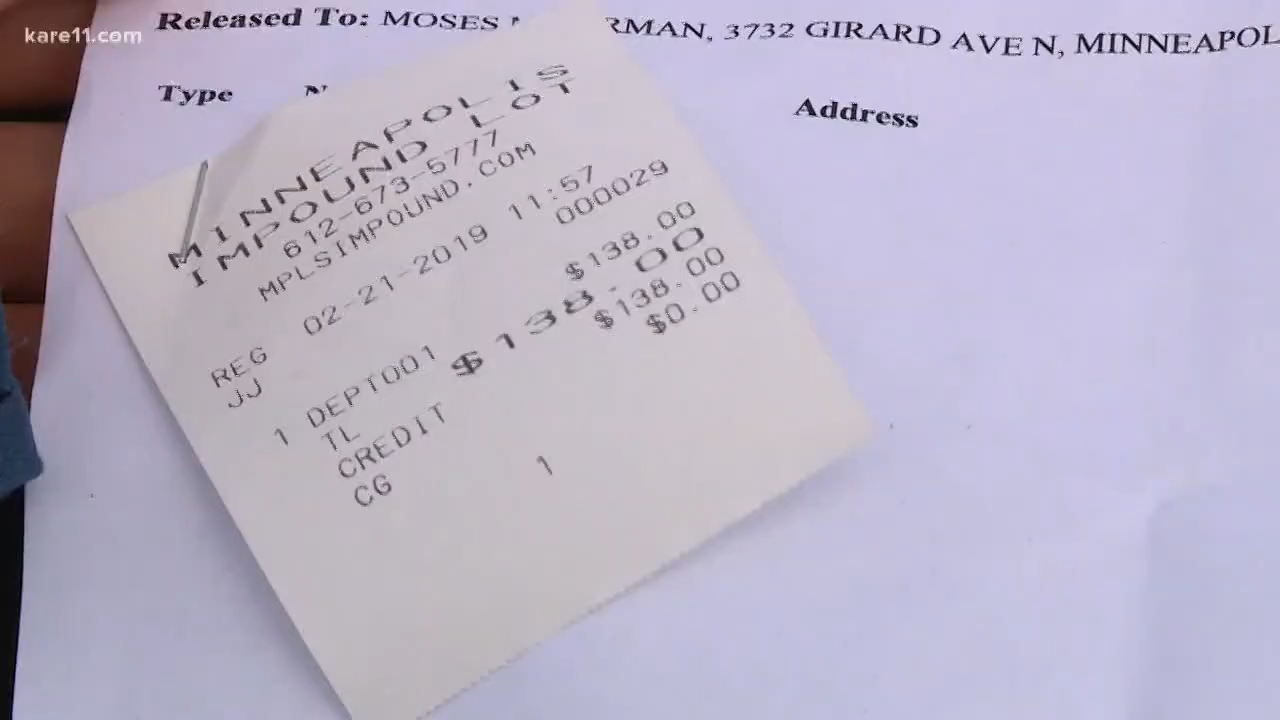 kare11.com
Released To: MOSES RMAN, 3732 GIRARD AVE N, MINNEAPOL
Type
Address
MINNEAPOLIS
IMPOUND LOT
612-673-5777
MPLSIMPOUND.COM
REG 02-21-2019 11:57
JJ 000029
1 DEPT001 $138.00
TL $138.00
CREDIT $138.00
CG $0.00
1